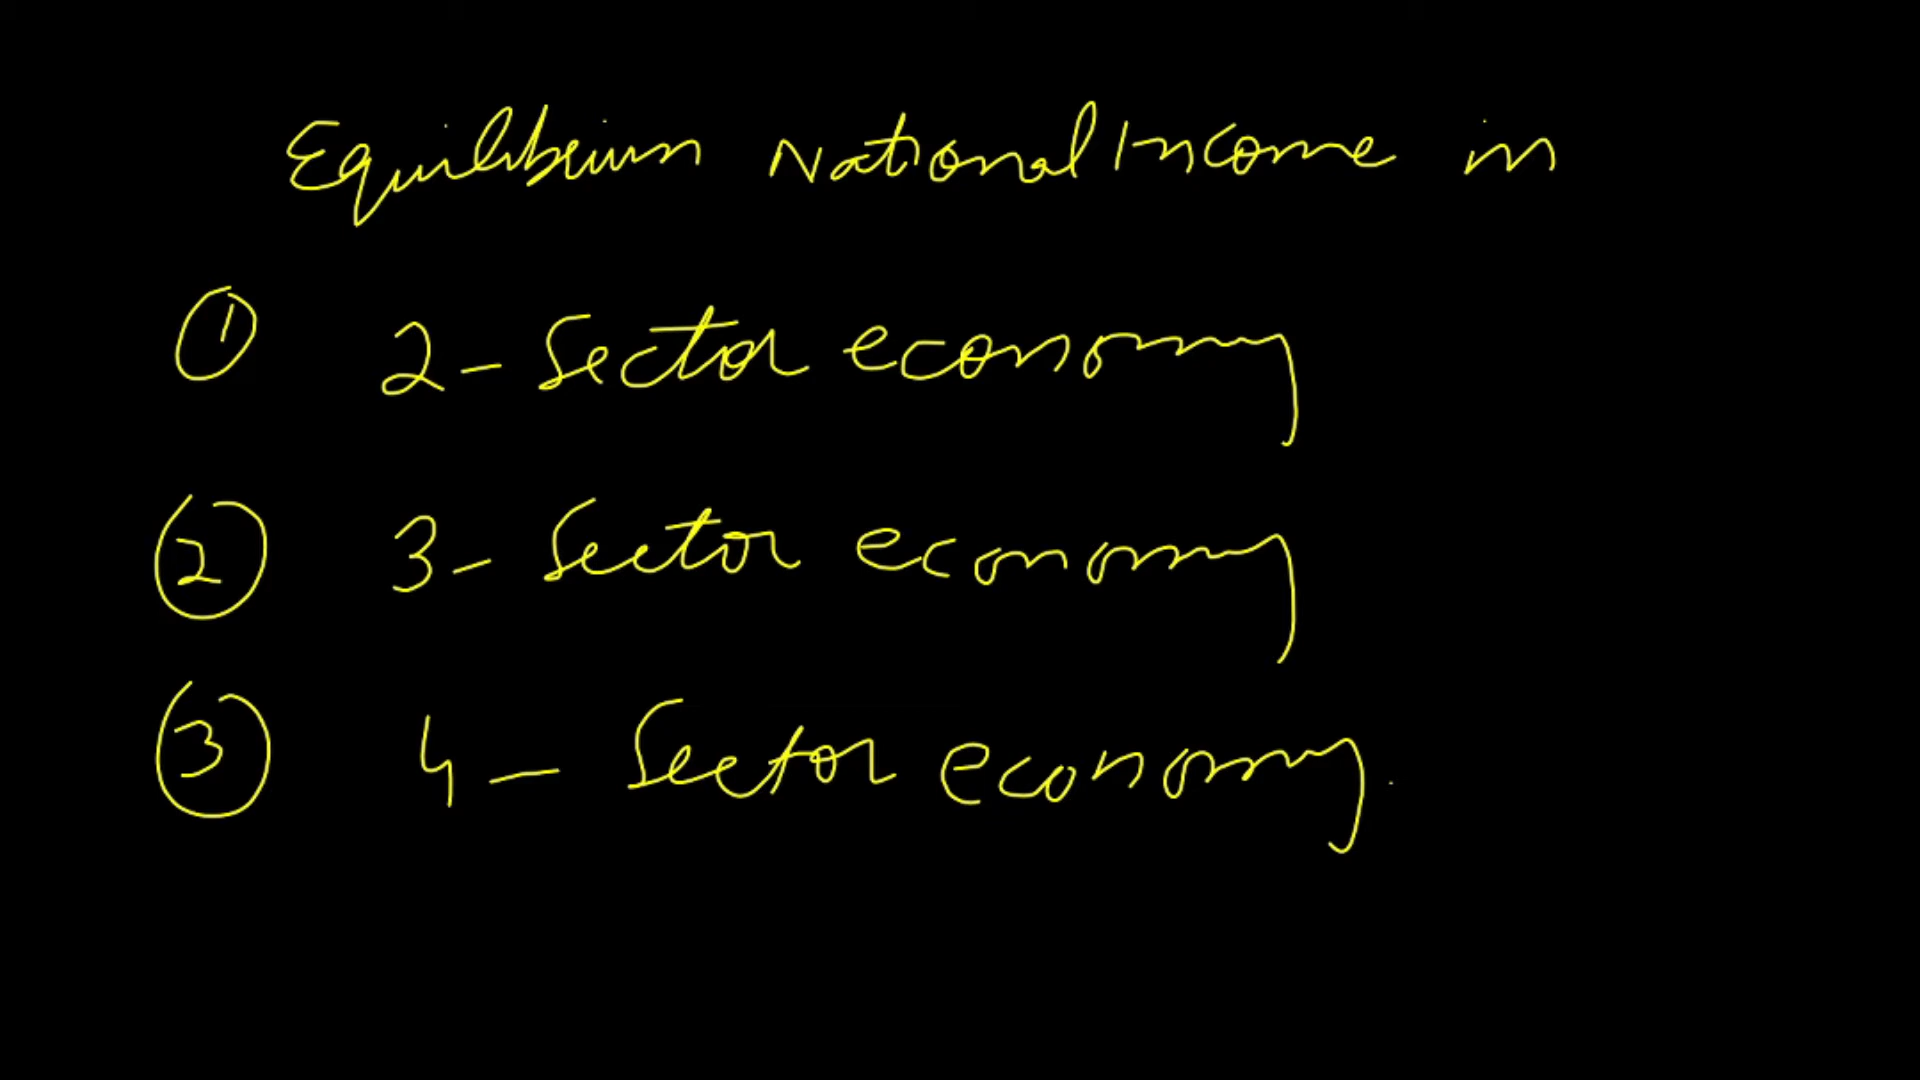 Equilibrium National Income in
① 2 - Sector economy
② 3 - Sector economy
③ 4 - Sector economy.